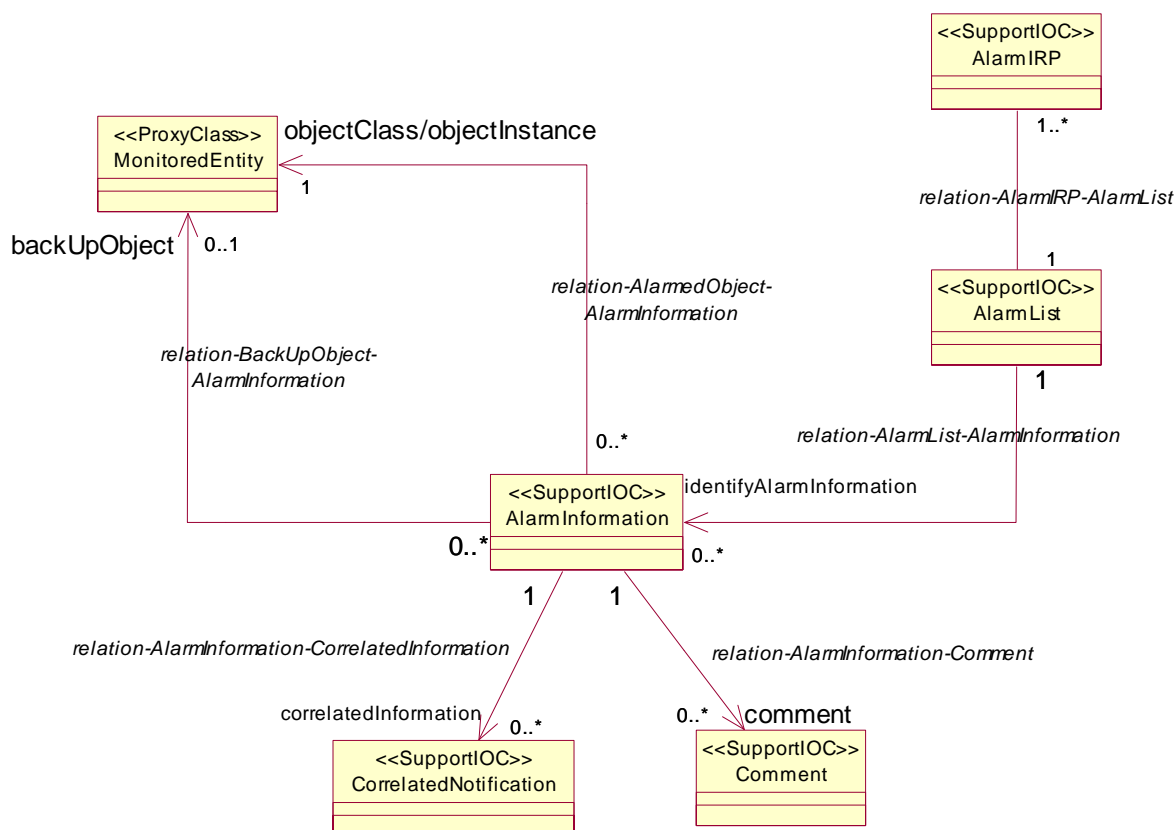 <<SupportIOC>>
AlarmIRP
1..*
<<ProxyClass>>
MonitoredEntity
objectClass/objectInstance
1
relation-AlarmIRP-AlarmList
backUpObject
0..1
1
<<SupportIOC>>
AlarmList
1
relation-AlarmedObject-
AlarmInformation
relation-BackUpObject-
AlarmInformation
0..*
relation-AlarmList-AlarmInformation
<<SupportIOC>>
AlarmInformation
identifyAlarmInformation
0..*
0..*
1
1
relation-AlarmInformation-CorrelatedInformation
relation-AlarmInformation-Comment
correlatedInformation
0..*
0..*
comment
<<SupportIOC>>
CorrelatedNotification
<<SupportIOC>>
Comment